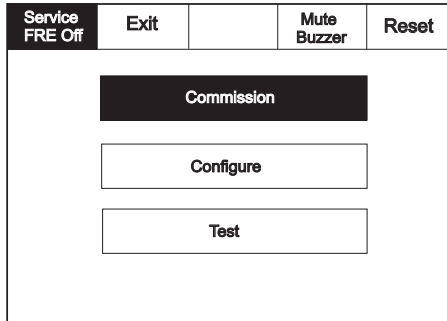 Service
FRE Off
Exit
Mute
Buzzer
Reset
Commission
Configure
Test